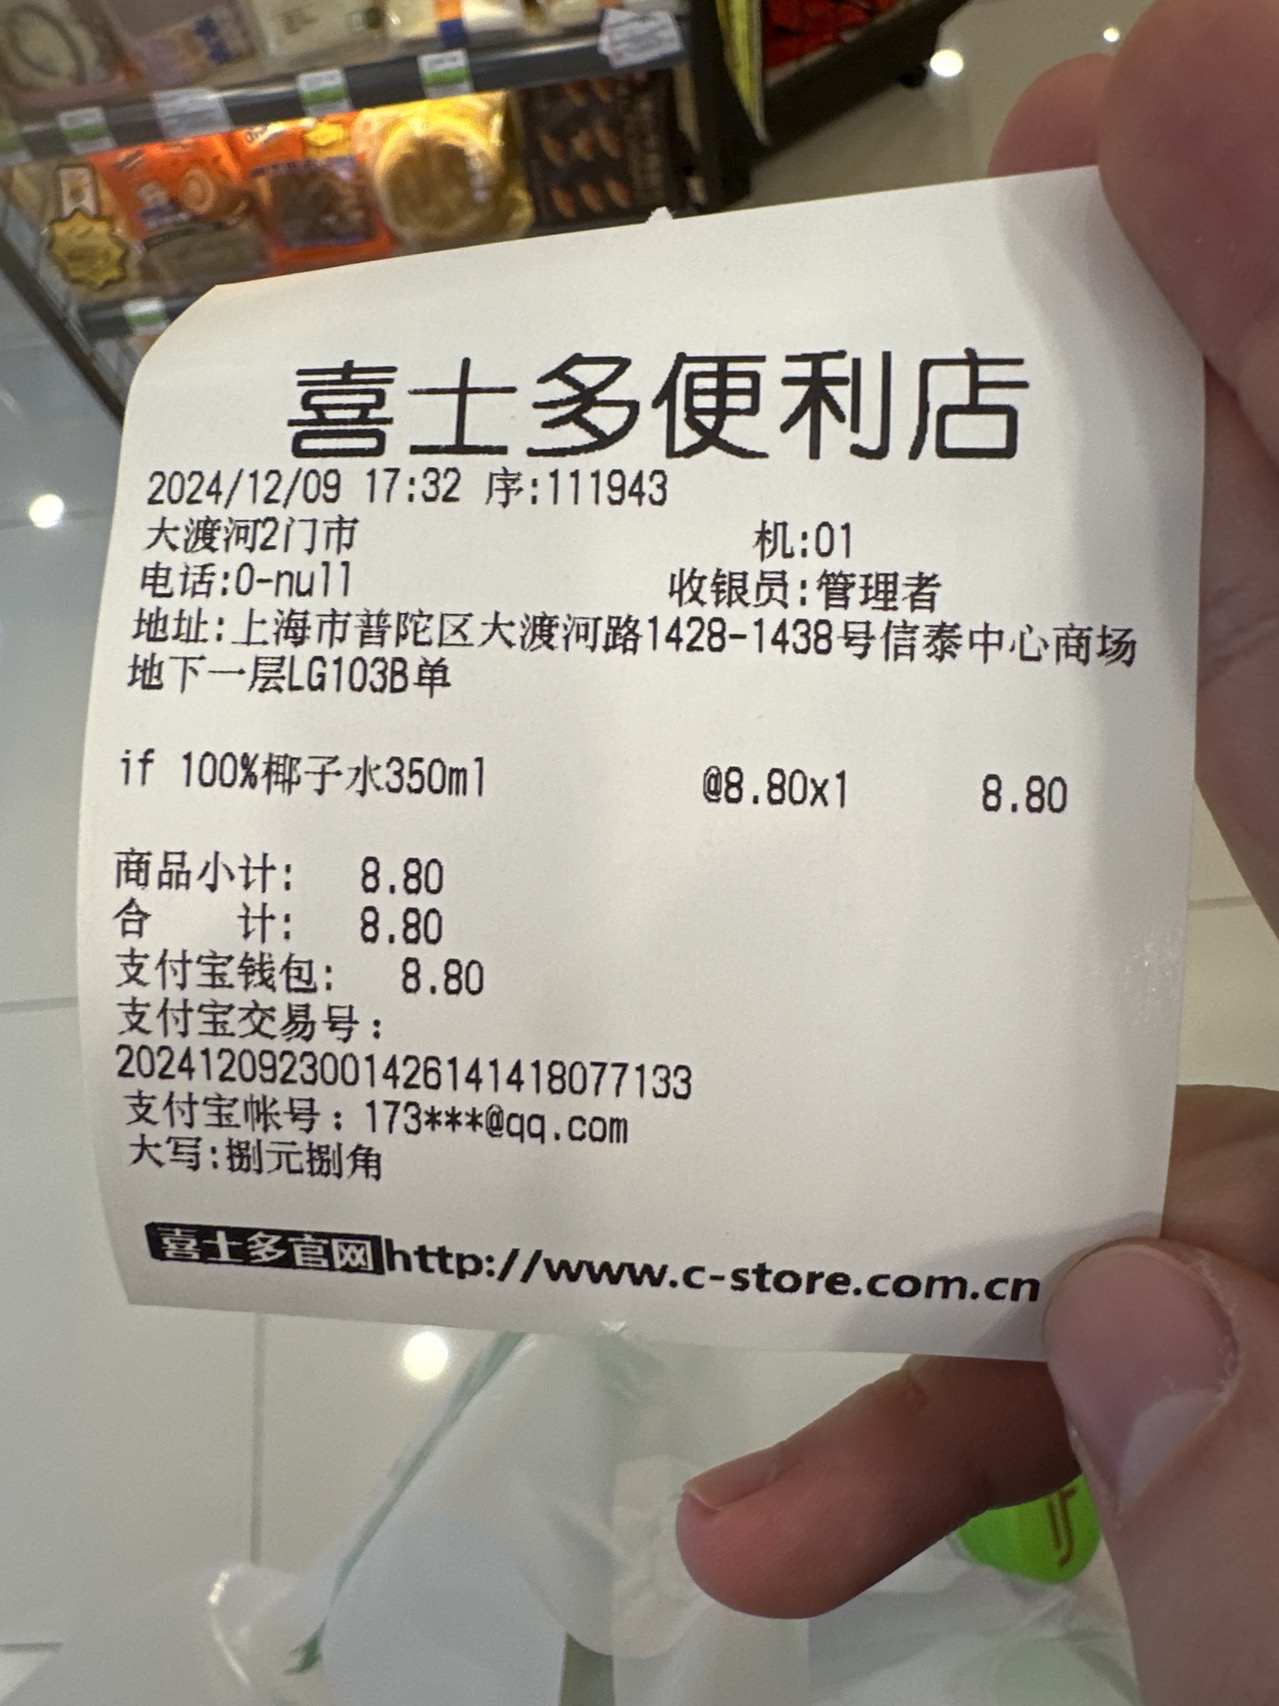 喜士多便利店
2024/12/09 17:32 序:111943
大渡河2门市 机:01
电话:0-null 收银员:管理者
地址:上海市普陀区大渡河路1428-1438号信泰中心商场
地下一层LG103B单
if 100%椰子水350ml @8.80x1 8.80
商品小计: 8.80
合 计: 8.80
支付宝钱包: 8.80
支付宝交易号:
2024120923001426141418077133
支付宝帐号:173***@qq.com
大写:捌元捌角
喜士多官网http://www.c-store.com.cn
if